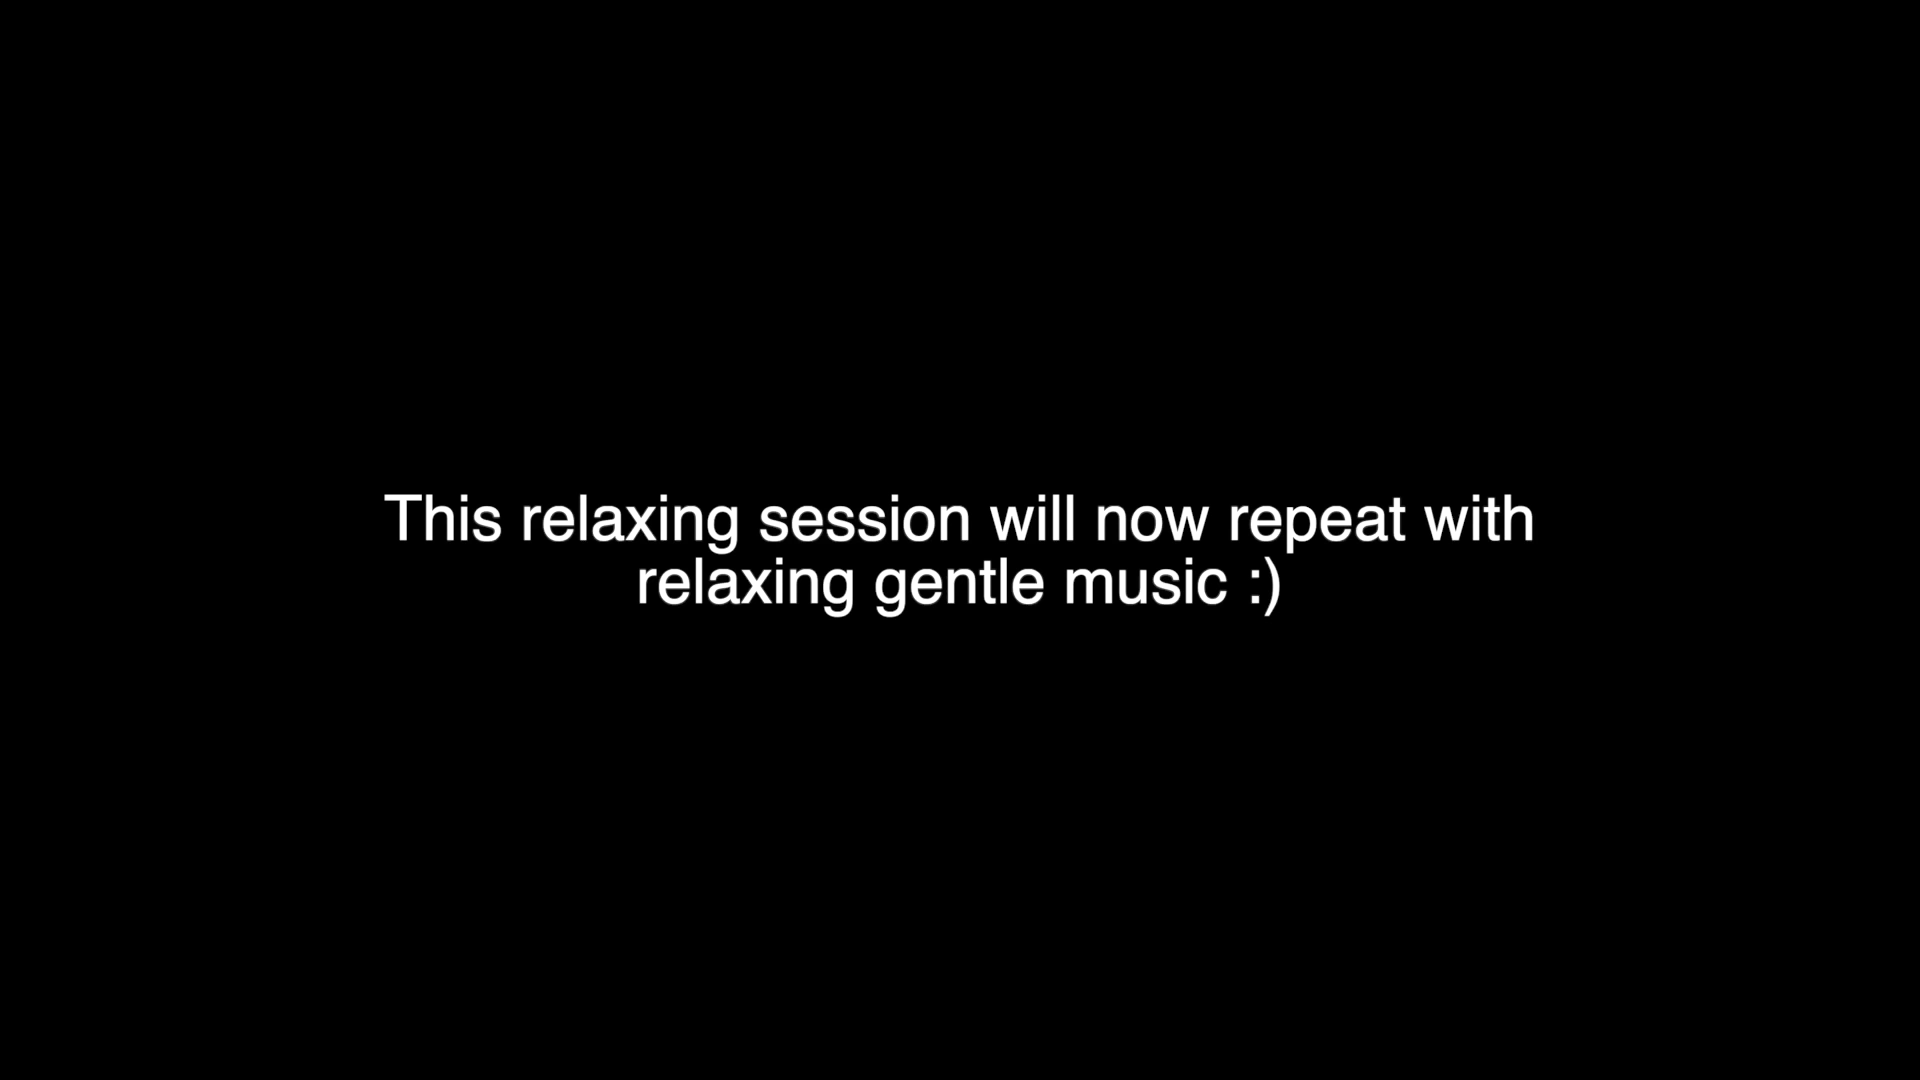 This relaxing session will now repeat with
relaxing gentle music :)